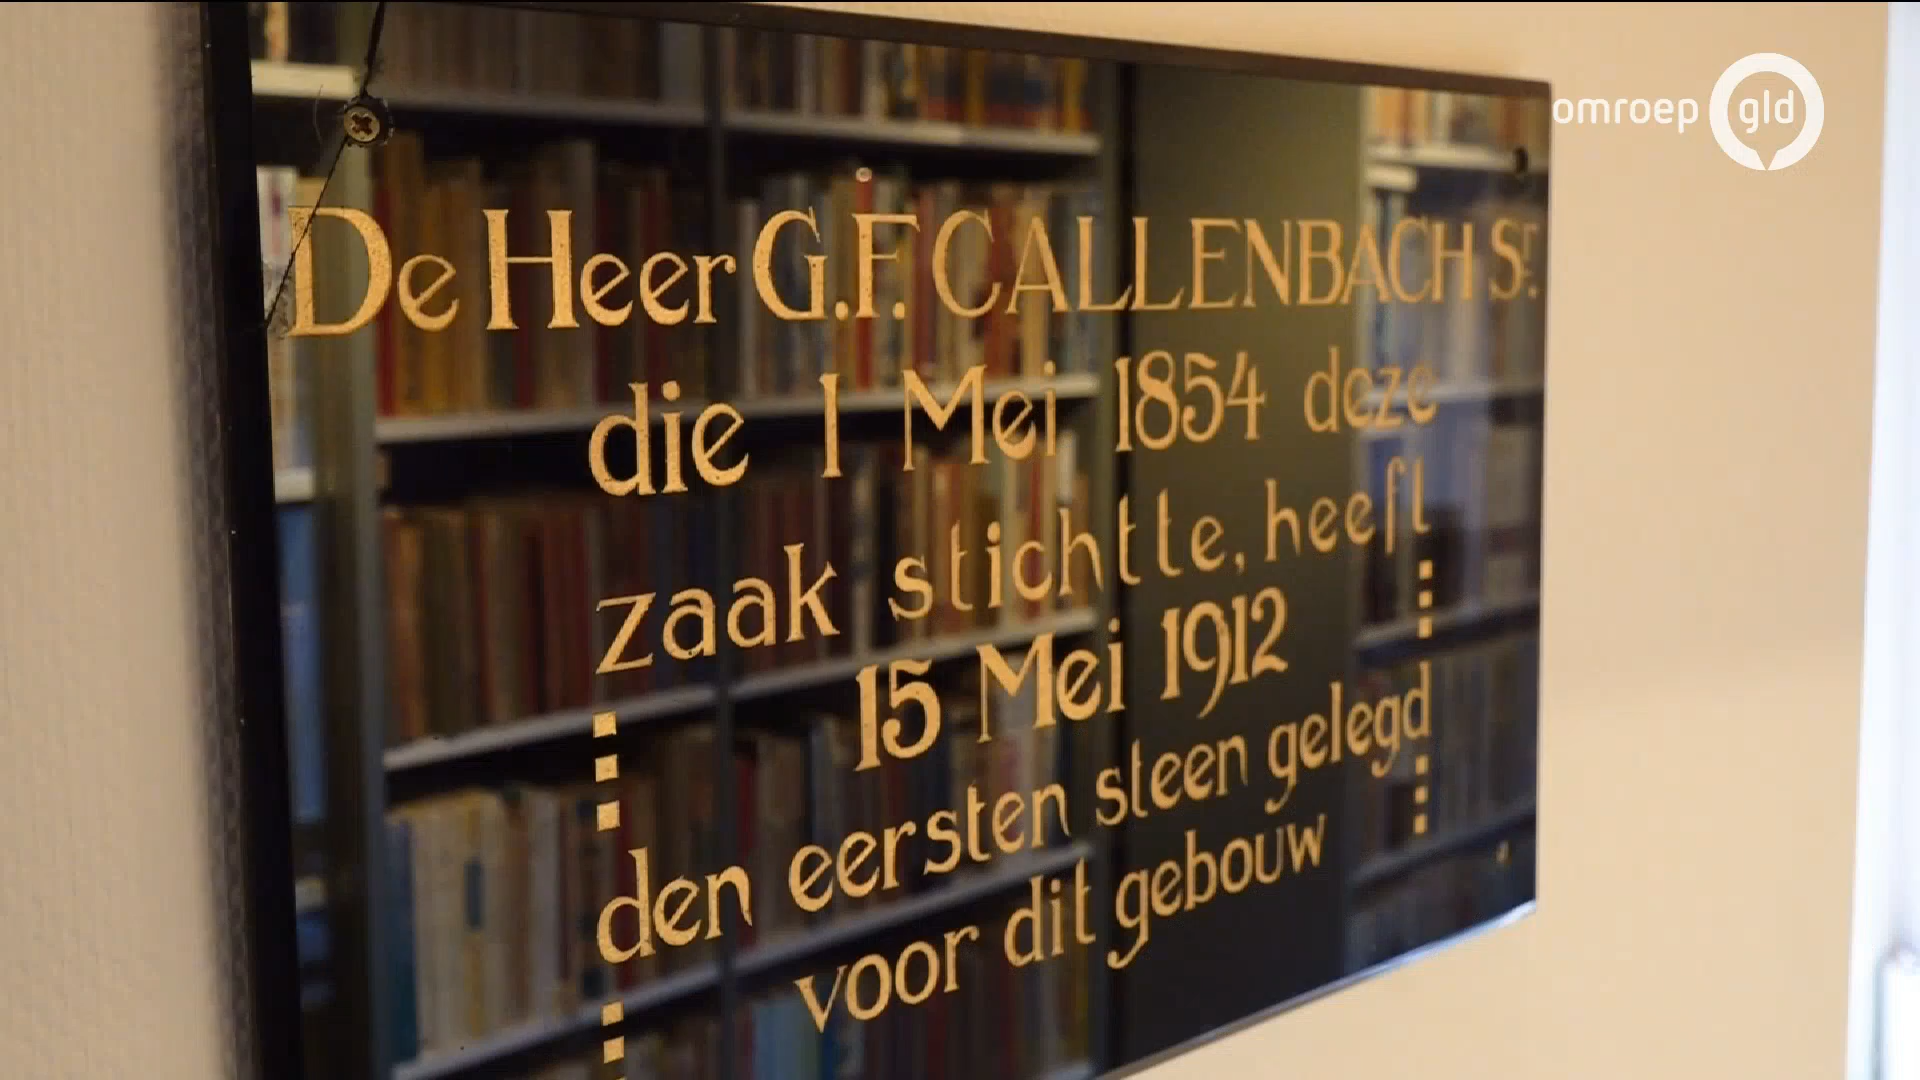 omroep gld
De Heer G.F. CALLENBACH Sr.
die 1 Mei 1854 deze
zaak stichtte, heeft
15 Mei 1912
den eersten steen gelegd
voor dit gebouw